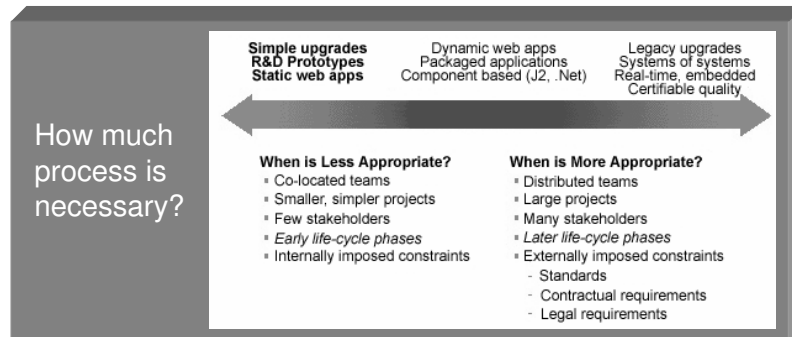 How much
process is
necessary?
Simple upgrades
R&D Prototypes
Static web apps
Dynamic web apps
Packaged applications
Component based (J2, .Net)
Legacy upgrades
Systems of systems
Real-time, embedded
Certifiable quality
When is Less Appropriate?
▪ Co-located teams
▪ Smaller, simpler projects
▪ Few stakeholders
▪ Early life-cycle phases
▪ Internally imposed constraints
When is More Appropriate?
▪ Distributed teams
▪ Large projects
▪ Many stakeholders
▪ Later life-cycle phases
▪ Externally imposed constraints
- Standards
- Contractual requirements
- Legal requirements